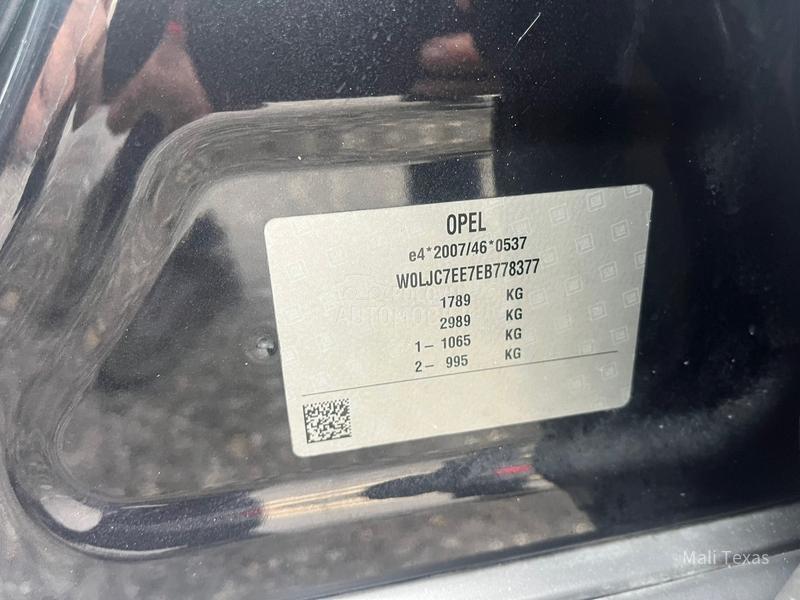 OPEL
e4*2007/46*0537
W0LJC7EE7EB778377
1789 KG
2989 KG
1– 1065 KG
2– 995 KG
Mali Texas